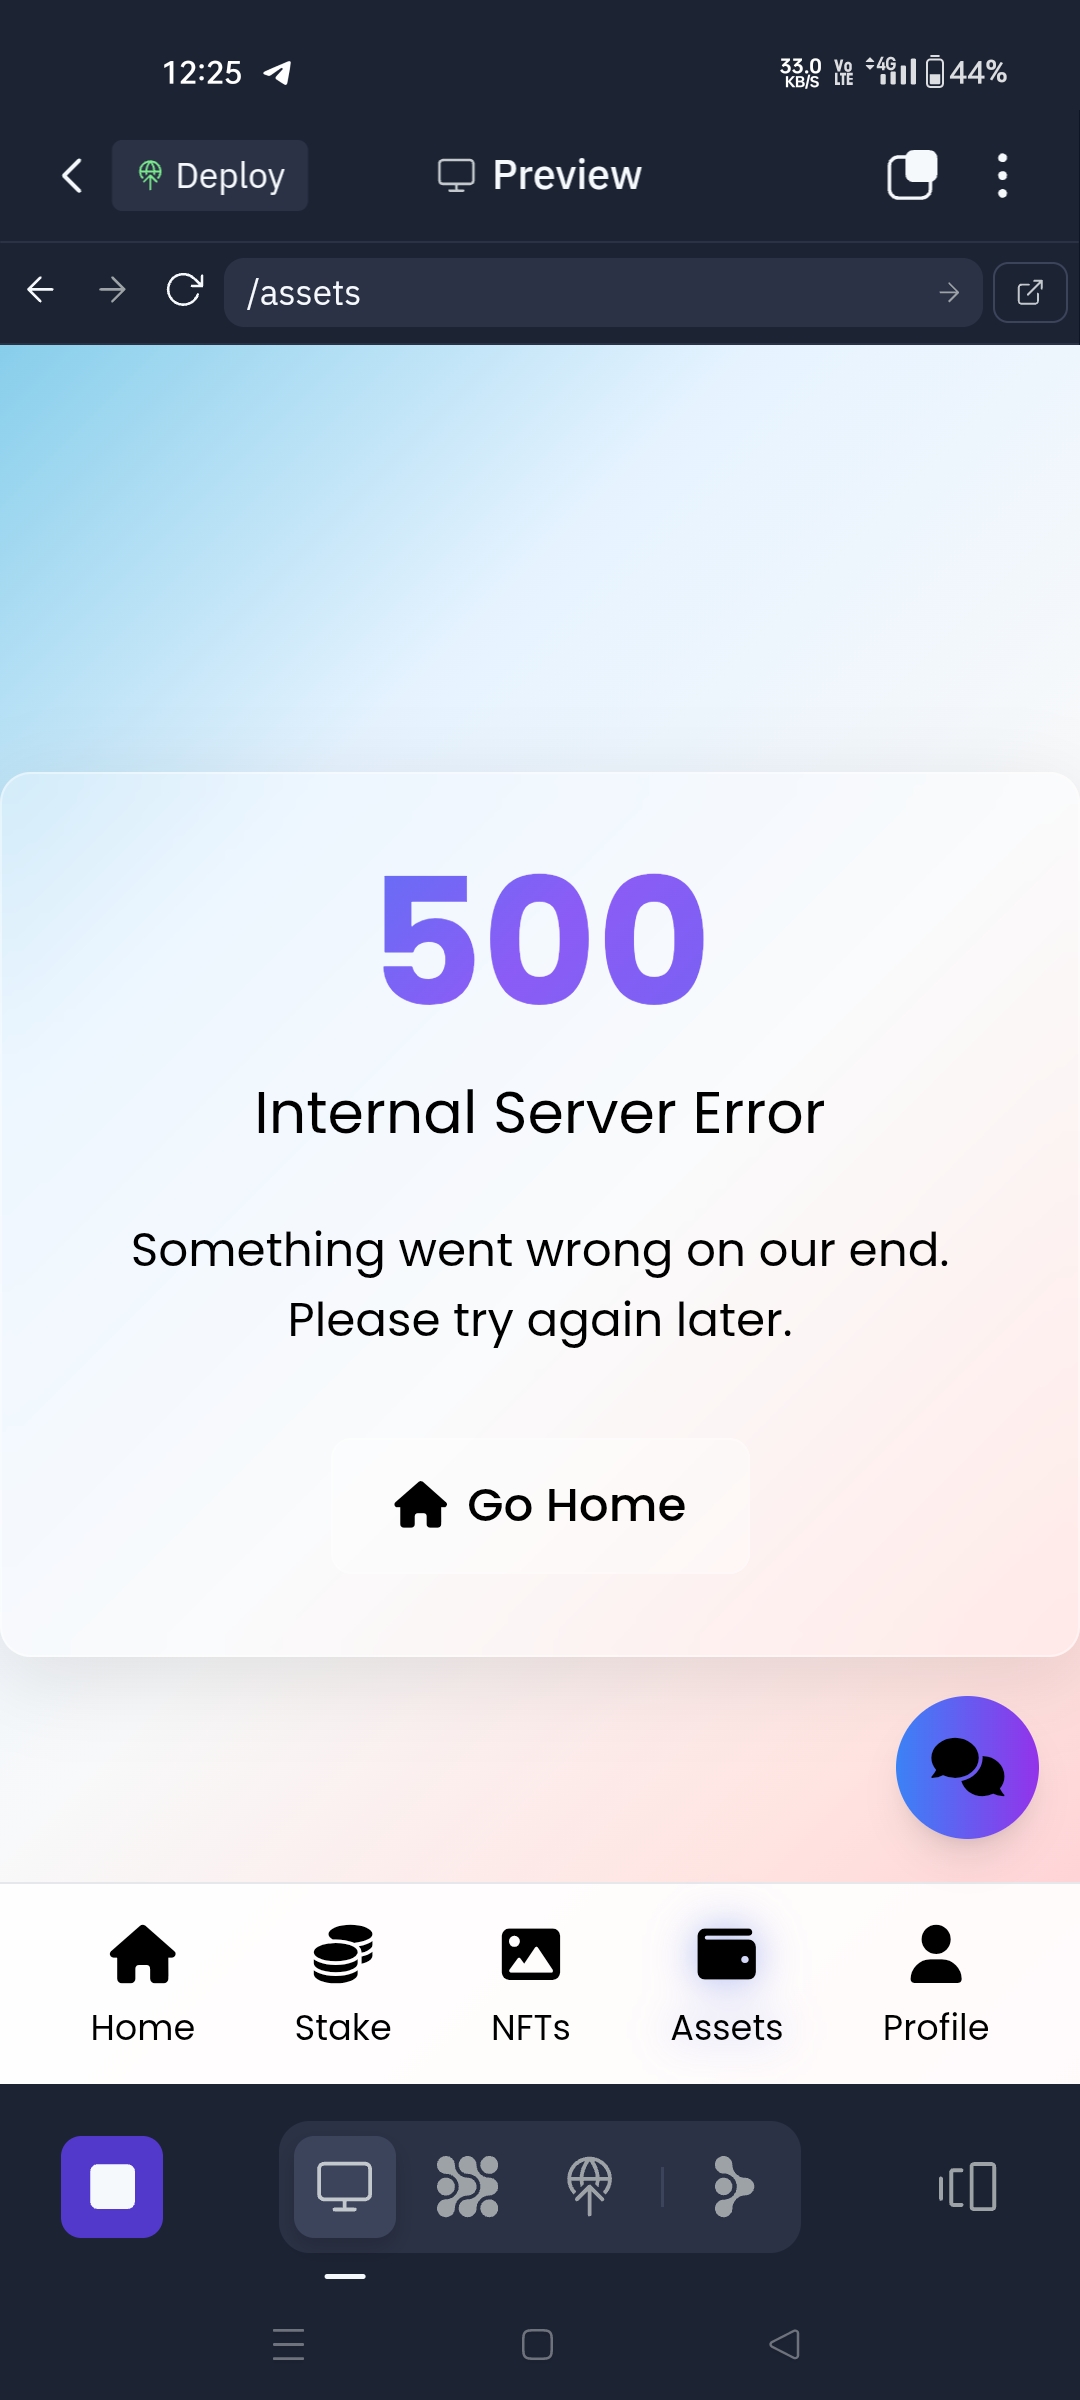 12:25
33.0 KB/S
Vo LTE
4G
44%
Deploy
Preview
/assets
500
Internal Server Error
Something went wrong on our end.
Please try again later.
Go Home
Home
Stake
NFTs
Assets
Profile